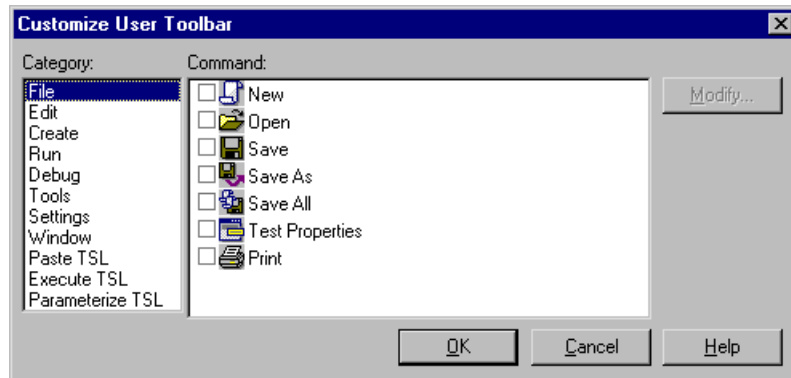 Customize User Toolbar
Category:
Command:
File
Edit
Create
Run
Debug
Tools
Settings
Window
Paste TSL
Execute TSL
Parameterize TSL
New
Open
Save
Save As
Save All
Test Properties
Print
Modify...
OK
Cancel
Help